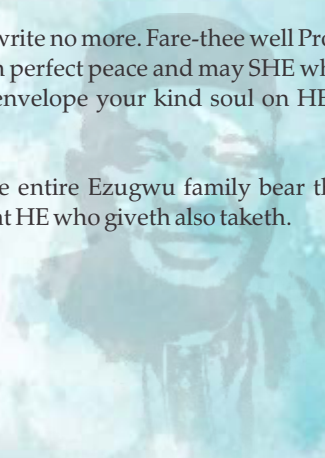 write no more. Fare-thee well Pro
perfect peace and may SHE wh
envelope your kind soul on HE
entire Ezugwu family bear th
HE who giveth also taketh.